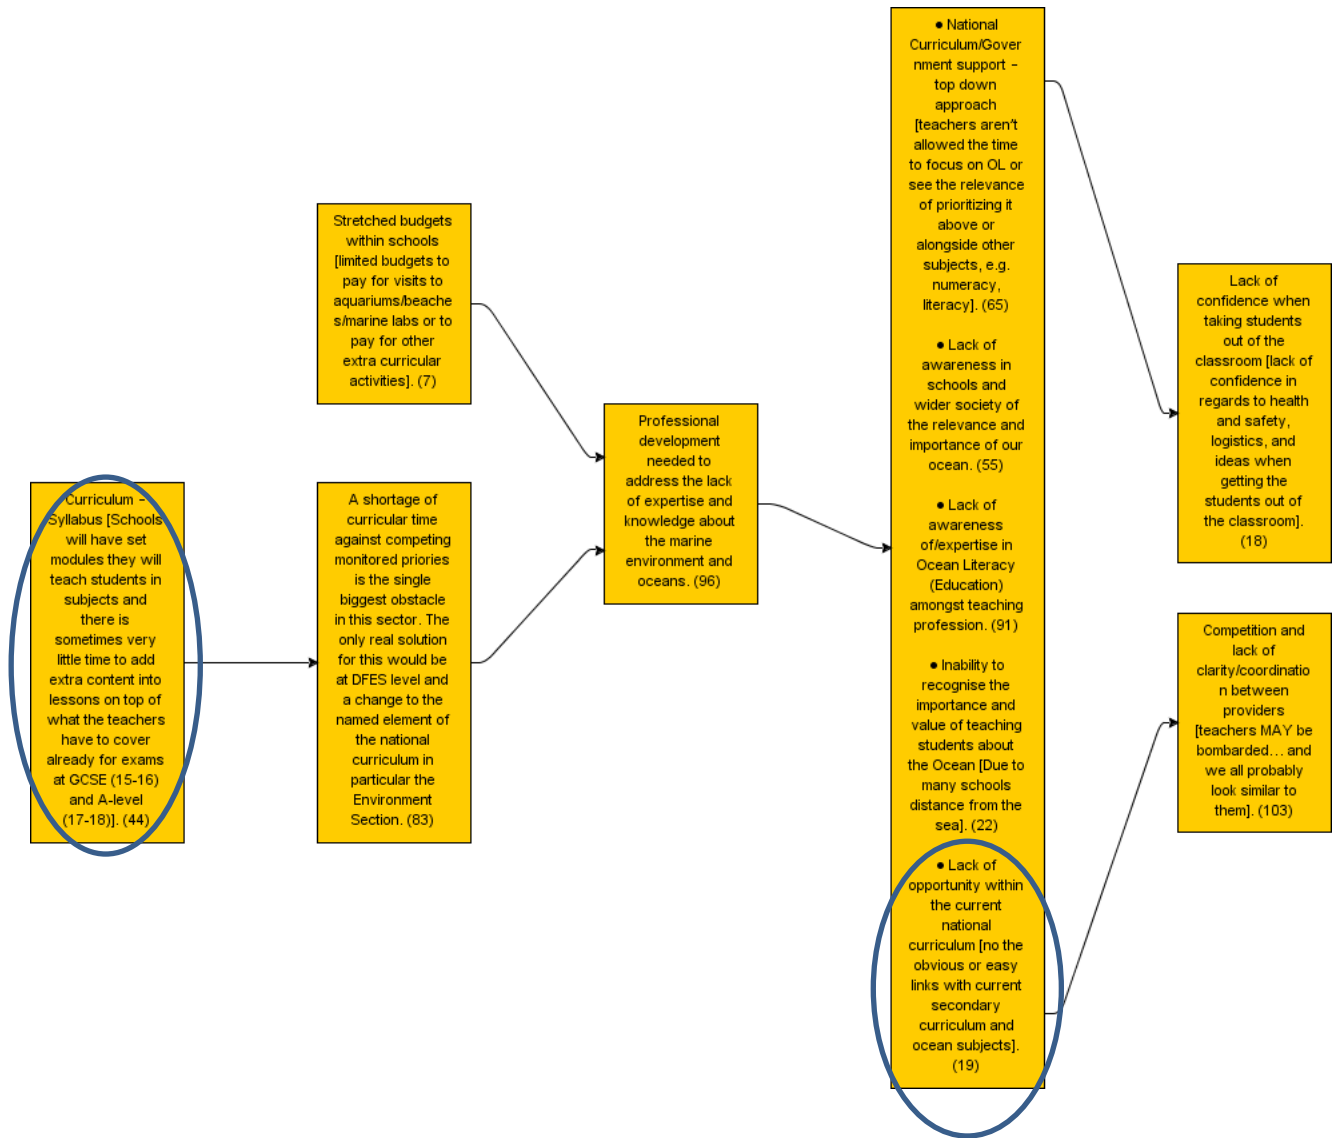 Curriculum –
Syllabus [Schools
will have set
modules they will
teach students in
subjects and
there is
sometimes very
little time to add
extra content into
lessons on top of
what the teachers
have to cover
already for exams
at GCSE (15-16)
and A-level
(17-18)]. (44)
Stretched budgets
within schools
[limited budgets to
pay for visits to
aquariums/beache
s/marine labs or to
pay for other
extra curricular
activities]. (7)
A shortage of
curricular time
against competing
monitored priories
is the single
biggest obstacle
in this sector. The
only real solution
for this would be
at DFES level and
a change to the
named element of
the national
curriculum in
particular the
Environment
Section. (83)
Professional
development
needed to
address the lack
of expertise and
knowledge about
the marine
environment and
oceans. (96)
● National
Curriculum/Gover
nment support –
top down
approach
[teachers aren't
allowed the time
to focus on OL or
see the relevance
of prioritizing it
above or
alongside other
subjects, e.g.
numeracy,
literacy]. (65)
● Lack of
awareness in
schools and
wider society of
the relevance and
importance of our
ocean. (55)
● Lack of
awareness
of/expertise in
Ocean Literacy
(Education)
amongst teaching
profession. (91)
● Inability to
recognise the
importance and
value of teaching
students about
the Ocean [Due to
many schools
distance from the
sea]. (22)
● Lack of
opportunity within
the current
national
curriculum [no the
obvious or easy
links with current
secondary
curriculum and
ocean subjects].
(19)
Lack of
confidence when
taking students
out of the
classroom [lack of
confidence in
regards to health
and safety,
logistics, and
ideas when
getting the
students out of
the classroom].
(18)
Competition and
lack of
clarity/coordinatio
n between
providers
[teachers MAY be
bombarded... and
we all probably
look similar to
them]. (103)